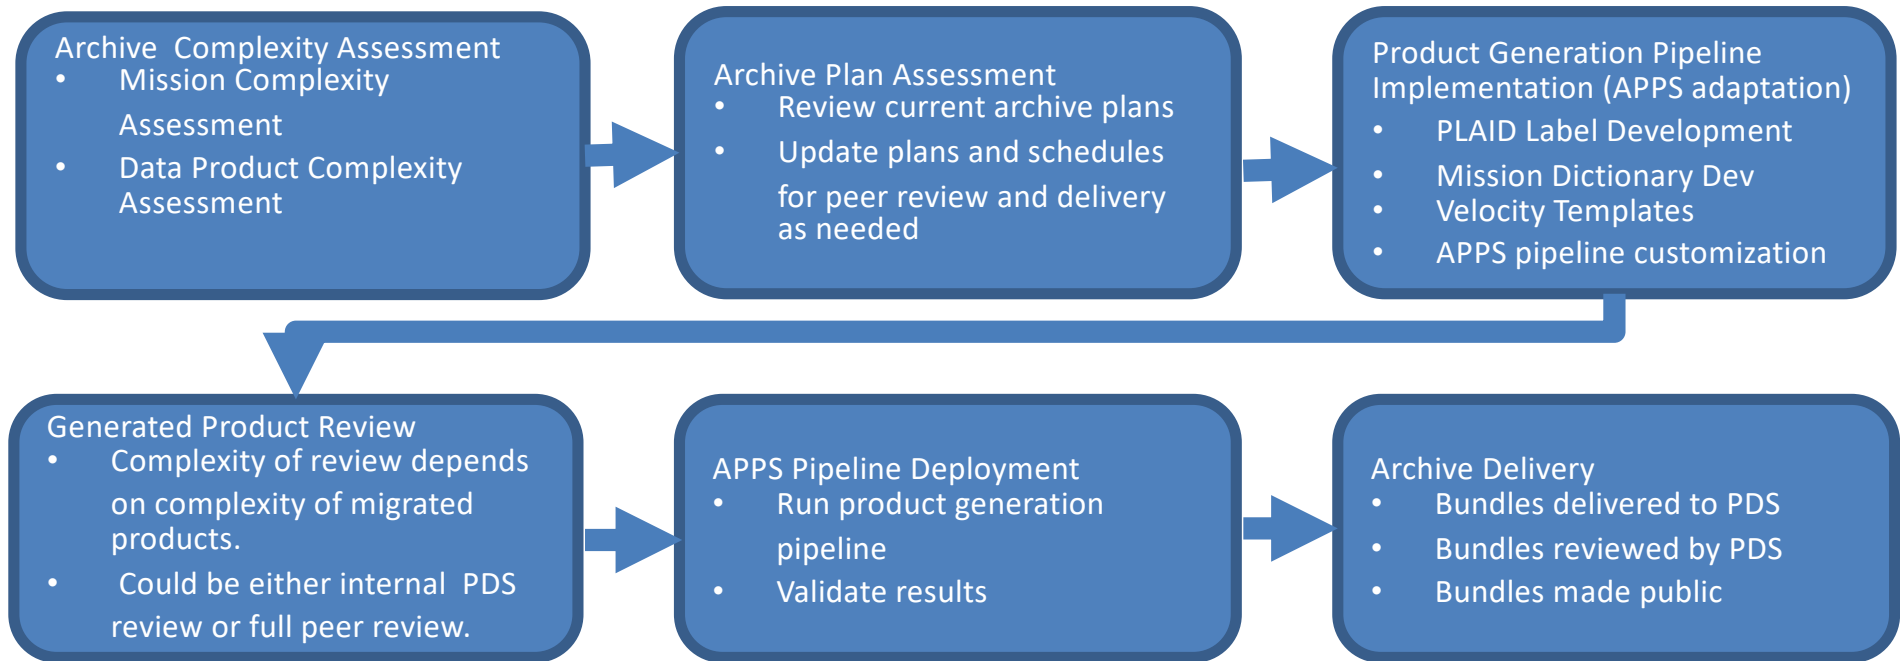 Archive  Complexity Assessment
• Mission Complexity
Assessment
• Data Product Complexity
Assessment
Archive Plan Assessment
• Review current archive plans
• Update plans and schedules
for peer review and delivery
as needed
Product Generation Pipeline
Implementation (APPS adaptation)
• PLAID Label Development
• Mission Dictionary Dev
• Velocity Templates
• APPS pipeline customization
Generated Product Review
• Complexity of review depends
on complexity of migrated
products.
• Could be either internal  PDS
review or full peer review.
APPS Pipeline Deployment
• Run product generation
pipeline
• Validate results
Archive Delivery
• Bundles delivered to PDS
• Bundles reviewed by PDS
• Bundles made public